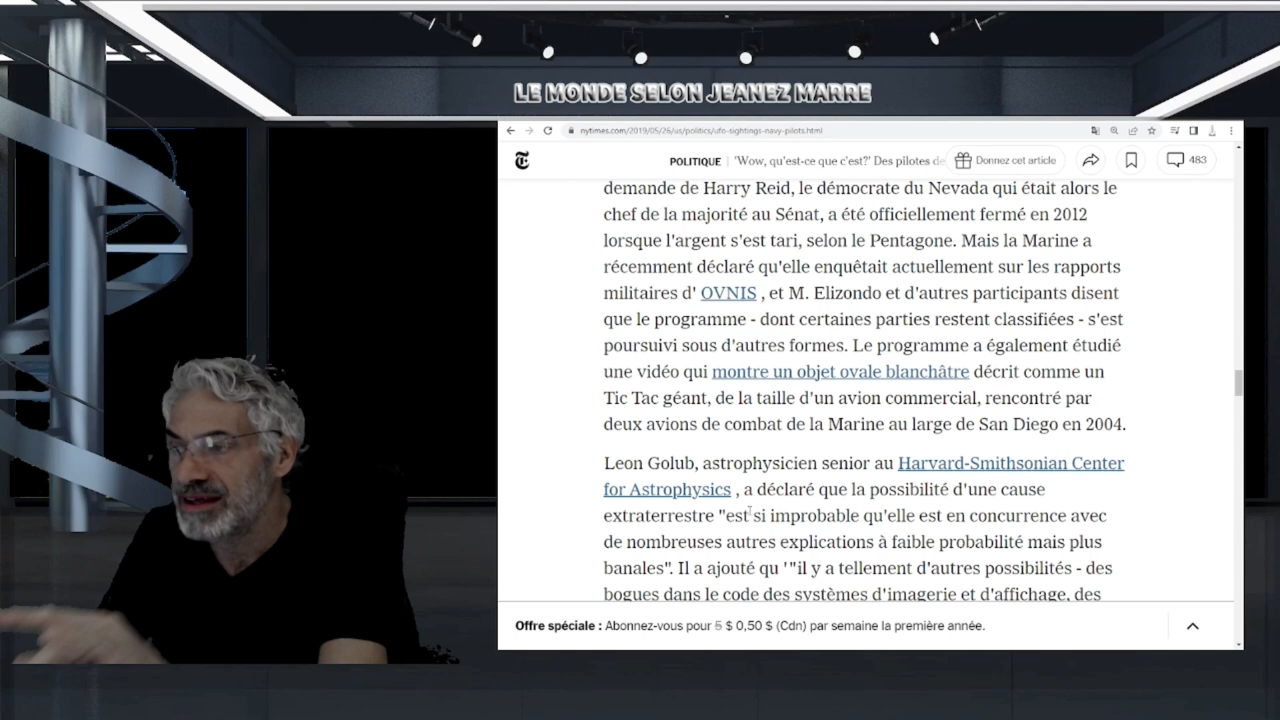 LE MONDE SELON JEANEZ MARRE
nytimes.com/2019/05/26/us/politics/ufo-sightings-navy-pilots.html
POLITIQUE | 'Wow, qu'est-ce que c'est?' Des pilotes de
Donnez cet article
483
demande de Harry Reid, le démocrate du Nevada qui était alors le
chef de la majorité au Sénat, a été officiellement fermé en 2012
lorsque l'argent s'est tari, selon le Pentagone. Mais la Marine a
récemment déclaré qu'elle enquêtait actuellement sur les rapports
militaires d' OVNIS , et M. Elizondo et d'autres participants disent
que le programme - dont certaines parties restent classifiées - s'est
poursuivi sous d'autres formes. Le programme a également étudié
une vidéo qui montre un objet ovale blanchâtre décrit comme un
Tic Tac géant, de la taille d'un avion commercial, rencontré par
deux avions de combat de la Marine au large de San Diego en 2004.
Leon Golub, astrophysicien senior au Harvard-Smithsonian Center
for Astrophysics , a déclaré que la possibilité d'une cause
extraterrestre "est si improbable qu'elle est en concurrence avec
de nombreuses autres explications à faible probabilité mais plus
banales". Il a ajouté qu '"il y a tellement d'autres possibilités - des
bogues dans le code des systèmes d'imagerie et d'affichage, des
Offre spéciale : Abonnez-vous pour 5 $ 0,50 $ (Cdn) par semaine la première année.